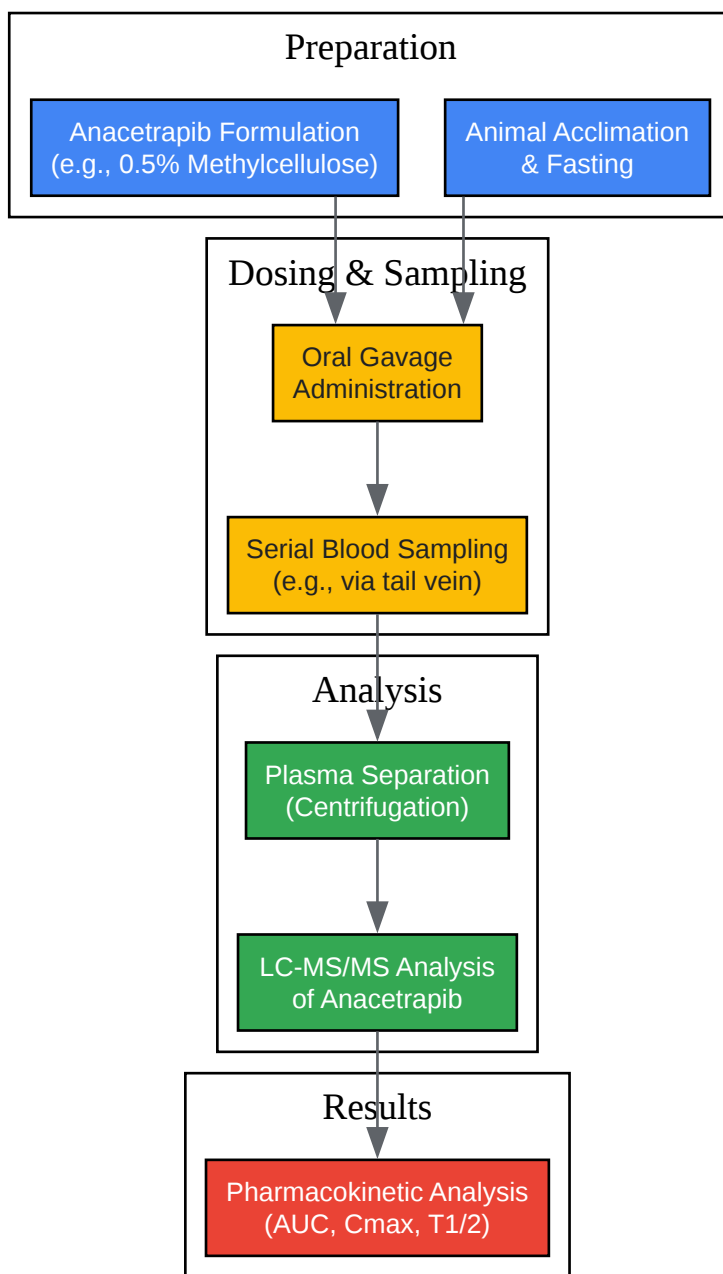 Preparation
Anacetrapib Formulation
(e.g., 0.5% Methylcellulose)
Animal Acclimation
& Fasting
Dosing & Sampling
Oral Gavage
Administration
Serial Blood Sampling
(e.g., via tail vein)
Analysis
Plasma Separation
(Centrifugation)
LC-MS/MS Analysis
of Anacetrapib
Results
Pharmacokinetic Analysis
(AUC, Cmax, T1/2)